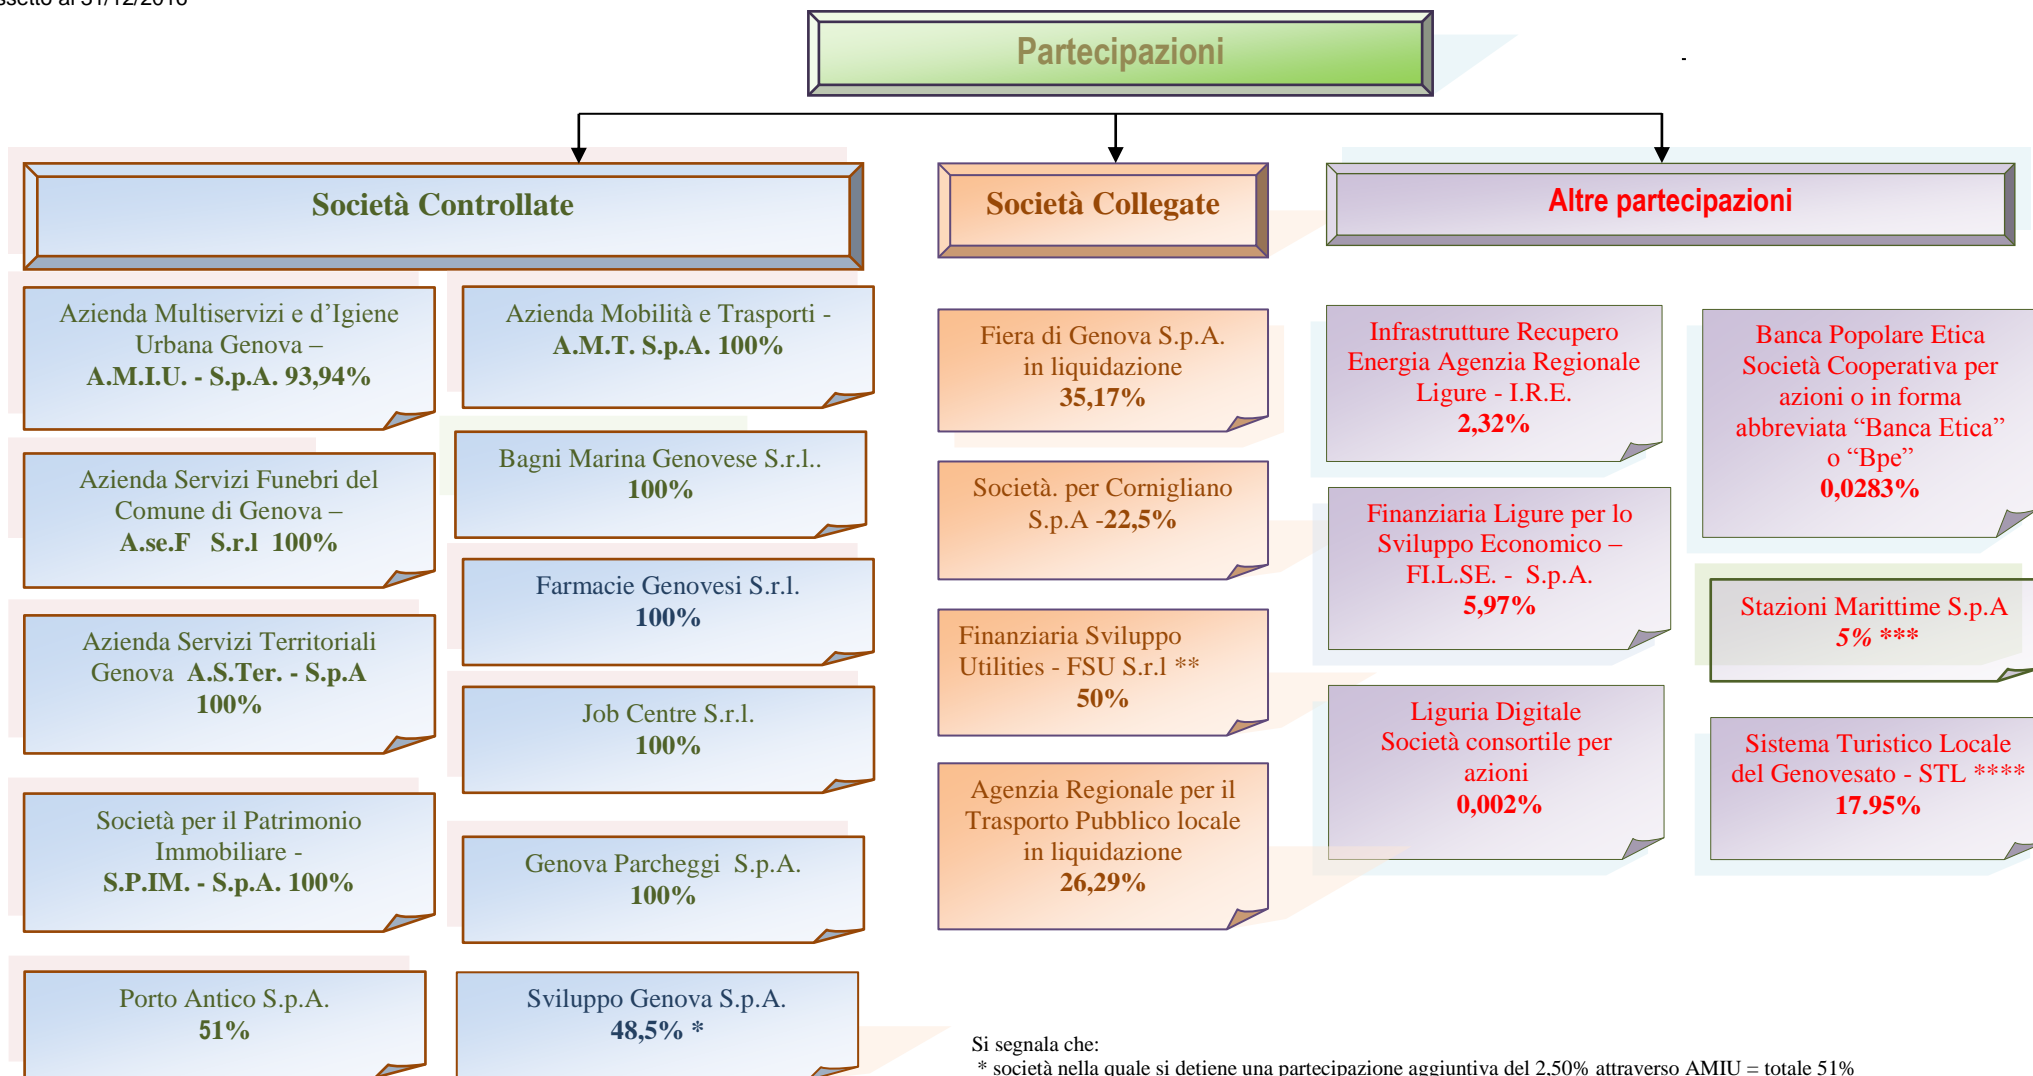 Partecipazioni
-
Società Controllate
Azienda Multiservizi e d’Igiene
Urbana Genova –
A.M.I.U. - S.p.A. 93,94%
Azienda Mobilità e Trasporti -
A.M.T. S.p.A. 100%
Azienda Servizi Funebri del
Comune di Genova –
A.se.F S.r.l 100%
Bagni Marina Genovese S.r.l..
100%
Farmacie Genovesi S.r.l.
100%
Azienda Servizi Territoriali
Genova A.S.Ter. - S.p.A
100%
Job Centre S.r.l.
100%
Società per il Patrimonio
Immobiliare -
S.P.IM. - S.p.A. 100%
Genova Parcheggi S.p.A.
100%
Porto Antico S.p.A.
51%
Sviluppo Genova S.p.A.
48,5% *
Società Collegate
Fiera di Genova S.p.A.
in liquidazione
35,17%
Società. per Cornigliano
S.p.A -22,5%
Finanziaria Sviluppo
Utilities - FSU S.r.l **
50%
Agenzia Regionale per il
Trasporto Pubblico locale
in liquidazione
26,29%
Altre partecipazioni
Infrastrutture Recupero
Energia Agenzia Regionale
Ligure - I.R.E.
2,32%
Finanziaria Ligure per lo
Sviluppo Economico –
FI.L.SE. - S.p.A.
5,97%
Liguria Digitale
Società consortile per
azioni
0,002%
Banca Popolare Etica
Società Cooperativa per
azioni o in forma
abbreviata “Banca Etica”
o “Bpe”
0,0283%
Stazioni Marittime S.p.A
5% ***
Sistema Turistico Locale
del Genovesato - STL ****
17.95%
Si segnala che:
* società nella quale si detiene una partecipazione aggiuntiva del 2,50% attraverso AMIU = totale 51%